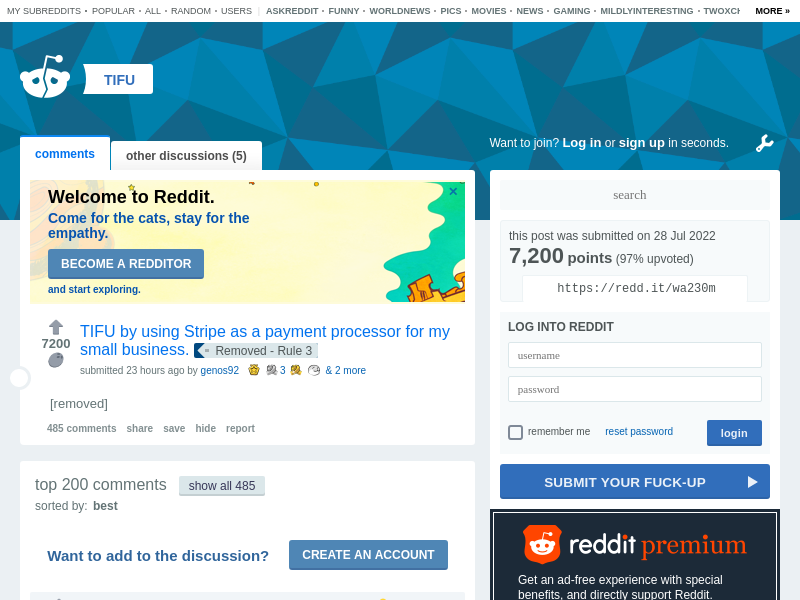 MY SUBREDDITS • POPULAR • ALL • RANDOM • USERS | ASKREDDIT • FUNNY • WORLDNEWS • PICS • MOVIES • NEWS • GAMING • MILDLYINTERESTING • TWOXCH MORE »
TIFU
Want to join? Log in or sign up in seconds.
comments
other discussions (5)
Welcome to Reddit.
Come for the cats, stay for the
empathy.
BECOME A REDDITOR
and start exploring.
7200
TIFU by using Stripe as a payment processor for my
small business. Removed - Rule 3
submitted 23 hours ago by genos92 3 & 2 more
[removed]
485 comments share save hide report
top 200 comments show all 485
sorted by: best
Want to add to the discussion? CREATE AN ACCOUNT
search
this post was submitted on 28 Jul 2022
7,200 points (97% upvoted)
https://redd.it/wa230m
LOG INTO REDDIT
username
password
remember me reset password login
SUBMIT YOUR FUCK-UP
reddit premium
Get an ad-free experience with special
benefits, and directly support Reddit.